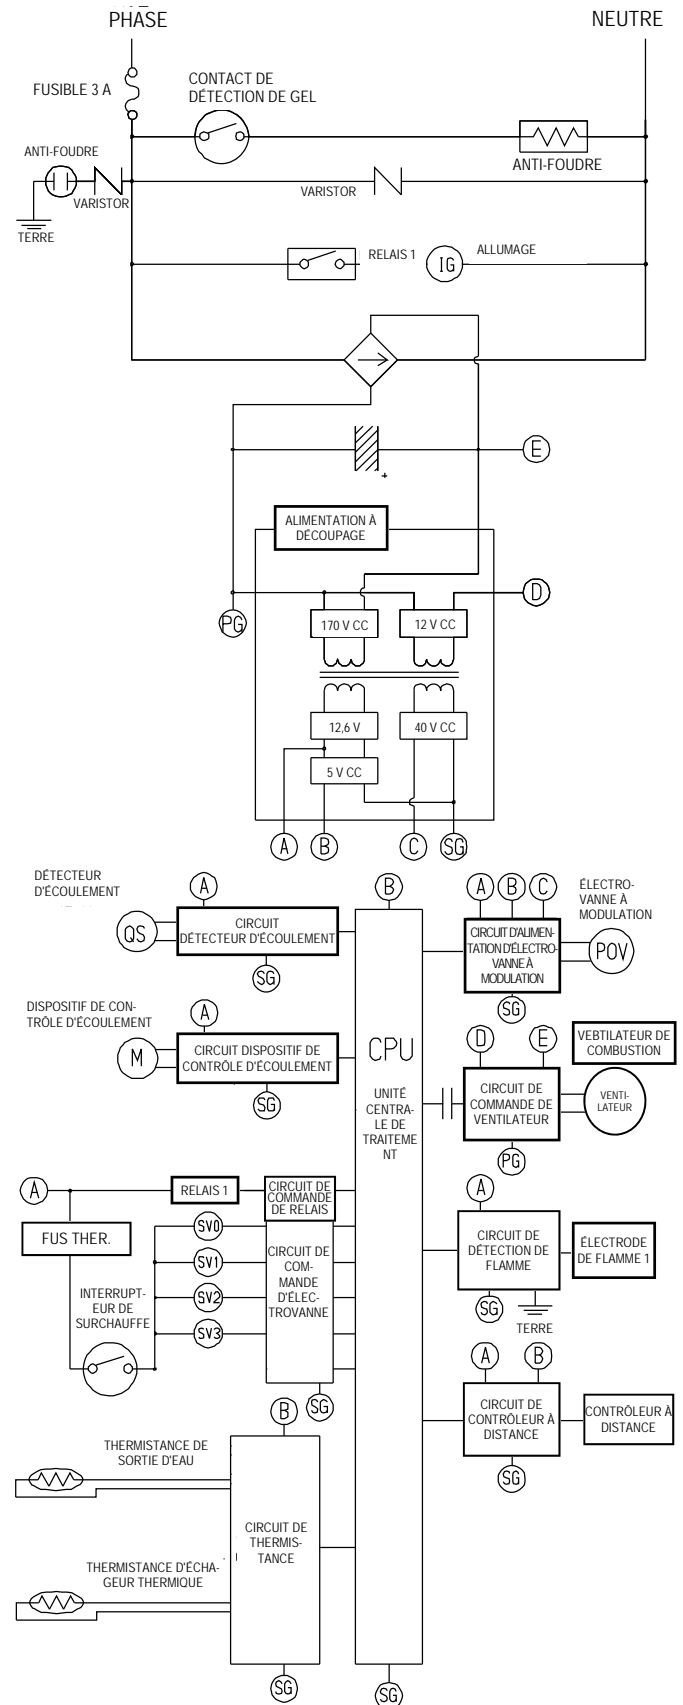 PHASE
NEUTRE
FUSIBLE 3 A
CONTACT DE
DÉTECTION DE GEL
ANTI-FOUDRE
ANTI-FOUDRE
VARISTOR
VARISTOR
TERRE
RELAIS 1
IG
ALLUMAGE
+
E
ALIMENTATION À
DÉCOUPAGE
D
PG
170 V CC
12 V CC
12,6 V
40 V CC
5 V CC
A
B
C
SG
DÉTECTEUR
D'ÉCOULEMENT
A
QS
CIRCUIT
DÉTECTEUR D'ÉCOULEMENT
SG
B
A
B
C
ÉLECTRO-
VANNE À
MODULATION
CIRCUIT D'ALIMEN-
TATION D'ÉLECTRO-
VANNE À
MODULATION
POV
SG
DISPOSITIF DE CON-
TRÔLE D'ÉCOULEMENT
A
M
CIRCUIT DISPOSITIF DE
CONTRÔLE D'ÉCOULEMENT
SG
CPU
UNITÉ
CENTRA-
LE DE
TRAITEME
NT
D
E
VEBTILATEUR DE
COMBUSTION
CIRCUIT DE
COMMANDE DE
VENTILATEUR
VENTI-
LATEUR
PG
A
RELAIS 1
CIRCUIT DE
COMMANDE
DE RELAIS
FUS THER.
SV0
SV1
SV2
SV3
CIRCUIT DE
COM-
MANDE
D'ÉLEC-
TROVANNE
INTERRUPT-
EUR DE
SURCHAUFFE
SG
A
CIRCUIT DE
DÉTECTION DE
FLAMME
ÉLECTRODE
DE FLAMME 1
SG
TERRE
A
B
CIRCUIT DE
CONTRÔLEUR À
DISTANCE
CONTRÔLEUR À
DISTANCE
SG
B
THERMISTANCE DE
SORTIE D'EAU
CIRCUIT DE
THERMIS-
TANCE
THERMISTANCE D'ÉCHA-
GEUR THERMIQUE
SG
SG